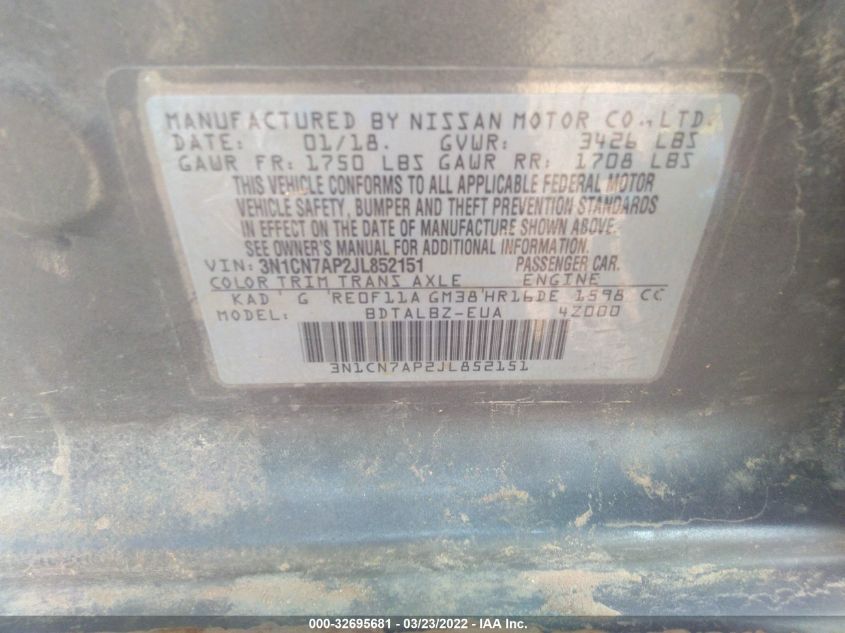 MANUFACTURED BY NISSAN MOTOR CO., LTD.
DATE: 01/18. GVWR: 3426 LBS
GAWR FR: 1750 LBS GAWR RR: 1708 LBS
THIS VEHICLE CONFORMS TO ALL APPLICABLE FEDERAL MOTOR
VEHICLE SAFETY, BUMPER AND THEFT PREVENTION STANDARDS
IN EFFECT ON THE DATE OF MANUFACTURE SHOWN ABOVE.
SEE OWNER'S MANUAL FOR ADDITIONAL INFORMATION.
VIN: 3N1CN7AP2JL852151 PASSENGER CAR.
COLOR TRIM TRANS AXLE ENGINE
KAD G RE0F11A GM38 HR16DE 1598 CC
MODEL: BDTALBZ-EUA 4Z000
3N1CN7AP2JL852151
000-32695681 - 03/23/2022 - IAA Inc.